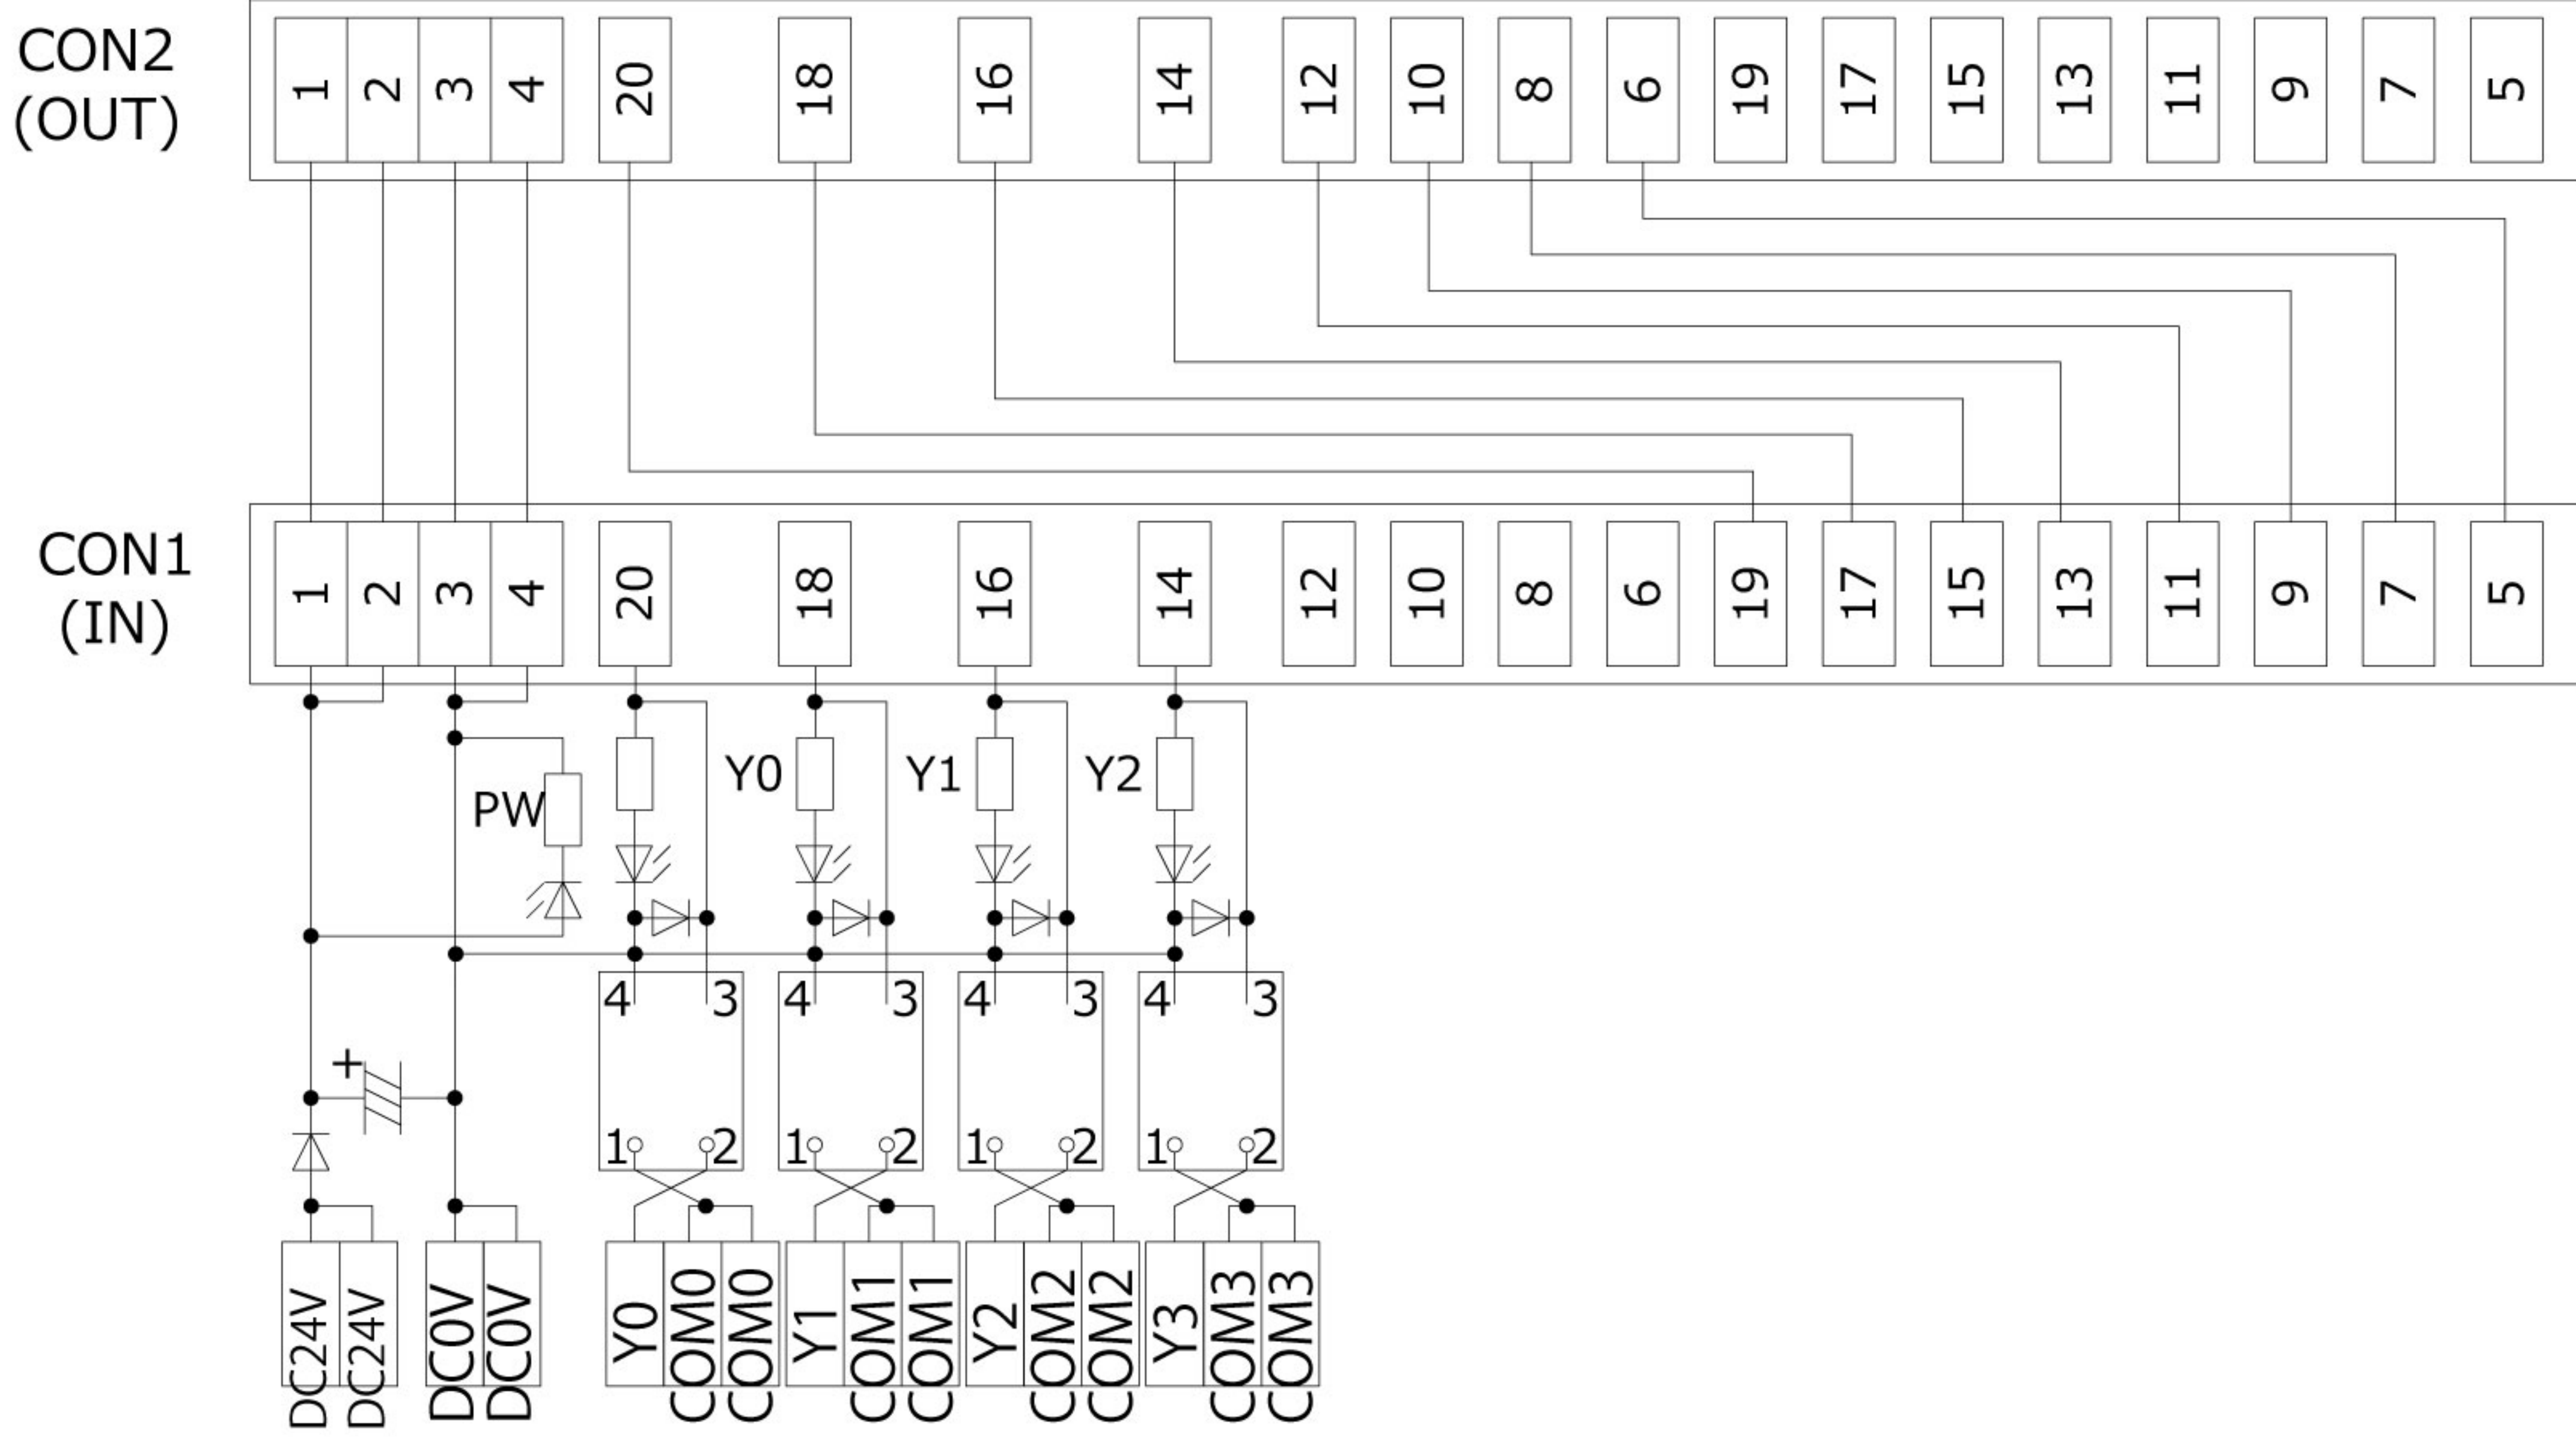 CON2
(OUT)
1 2 3 4 20 18 16 14 12 10 8 6 19 17 15 13 11 9 7 5
CON1
(IN)
1 2 3 4 20 18 16 14 12 10 8 6 19 17 15 13 11 9 7 5
PW Y0 Y1 Y2
4 3 4 3 4 3 4 3
+
1 2 1 2 1 2 1 2
DC24V DC24V DC0V DC0V Y0 COM0 COM0 Y1 COM1 COM1 Y2 COM2 COM2 Y3 COM3 COM3